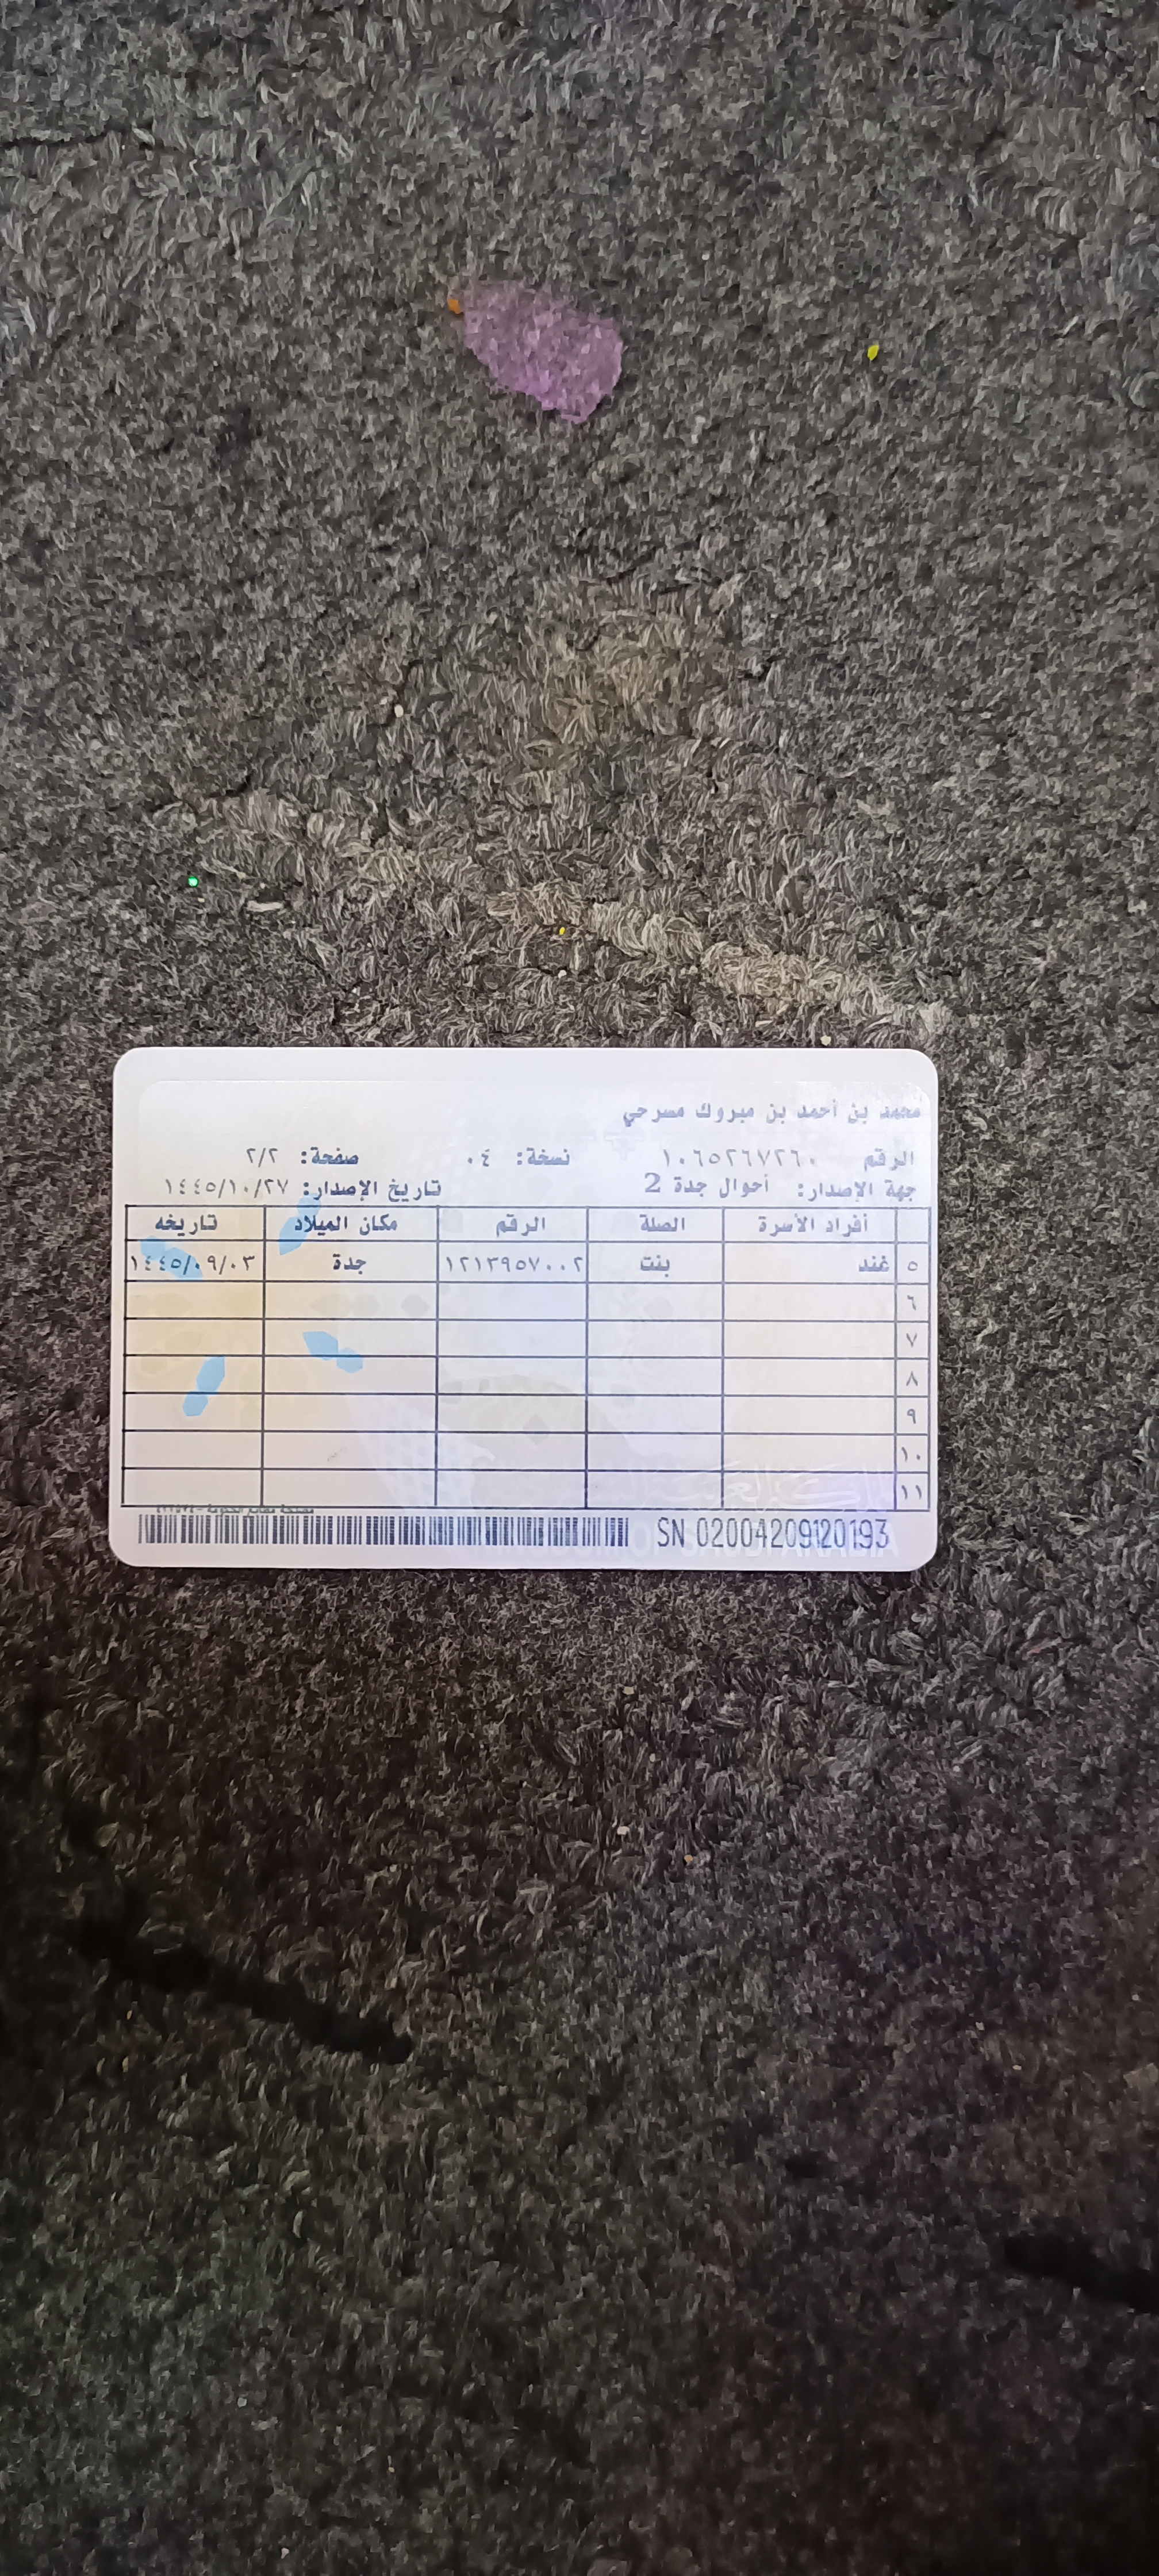 محمد بن أحمد بن مبروك مسرحي
الرقم ١٠٦٥٢٦٧٢٦٠ نسخة: ٠٤ صفحة: ٢/٢
جهة الإصدار: أحوال جدة 2 تاريخ الإصدار: ١٤٤٥/١٠/٢٧
أفراد الأسرة الصلة الرقم مكان الميلاد تاريخه
٥ غند بنت ١٢١٣٩٥٧٠٠٢ جدة ١٤٤٥/٠٩/٠٣
٦
٧
٨
٩
١٠
١١
SN 02004209120193